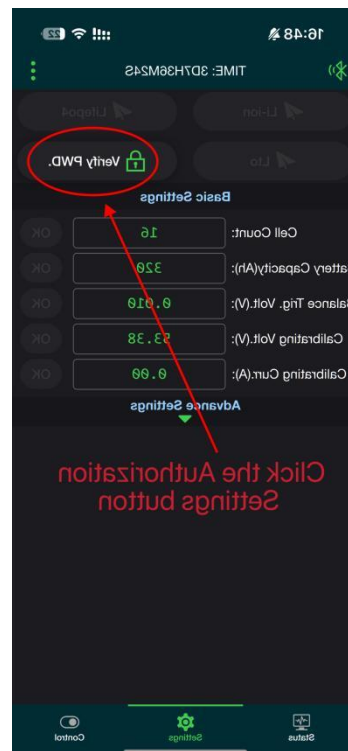 16:48
TIME: 3D7H36M24S
Li-ion Lifepo4
Lto Verify PWD.
Basic Settings
Cell Count: 16 OK
attery Capacity(Ah): 320 OK
Balance Trig. Volt.(V): 0.010 OK
Calibrating Volt.(V): 53.38 OK
Calibrating Curr.(A): 0.00 OK
Advance Settings
Click the Authorization
Settings button
Status Settings Control